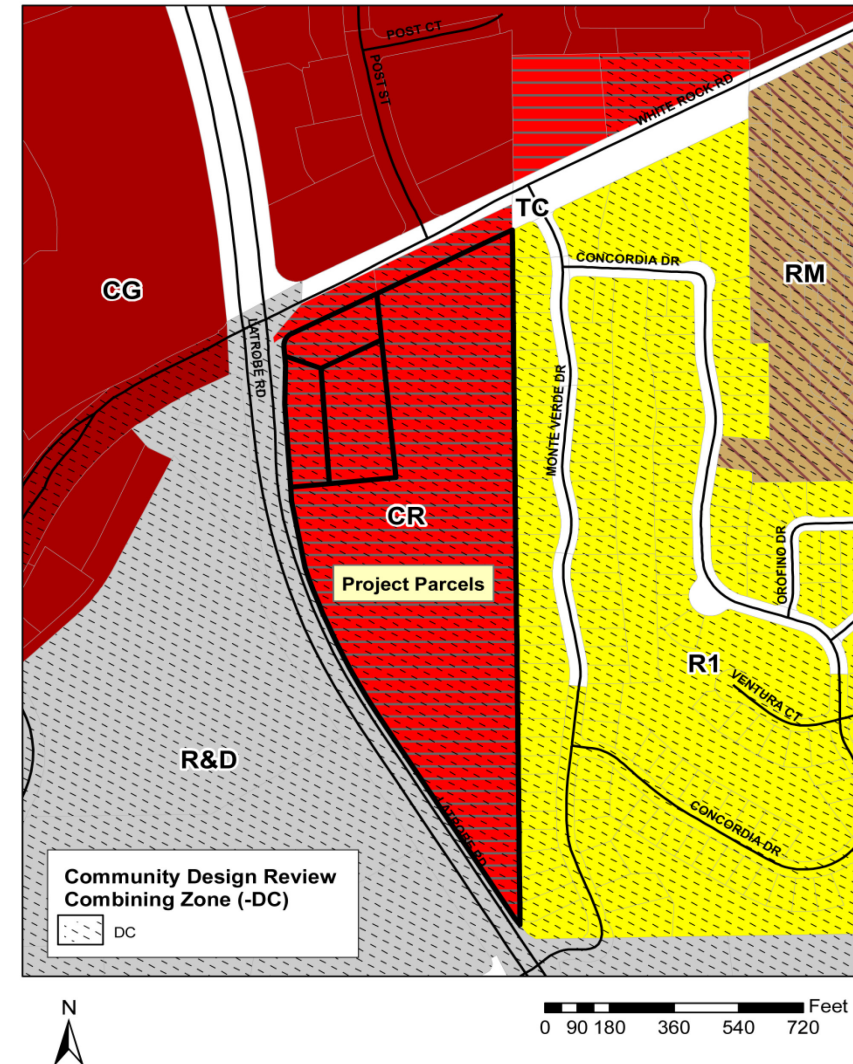 POST CT
POST ST
WHITE ROCK RD
TC
CONCORDIA DR
RM
CG
LATROBE RD
MONTE VERDE DR
CR
OROFINO DR
Project Parcels
R1
VENTURA CT
R&D
CONCORDIA DR
LATROBE RD
Community Design Review
Combining Zone (-DC)
DC
N
Feet
0 90 180 360 540 720